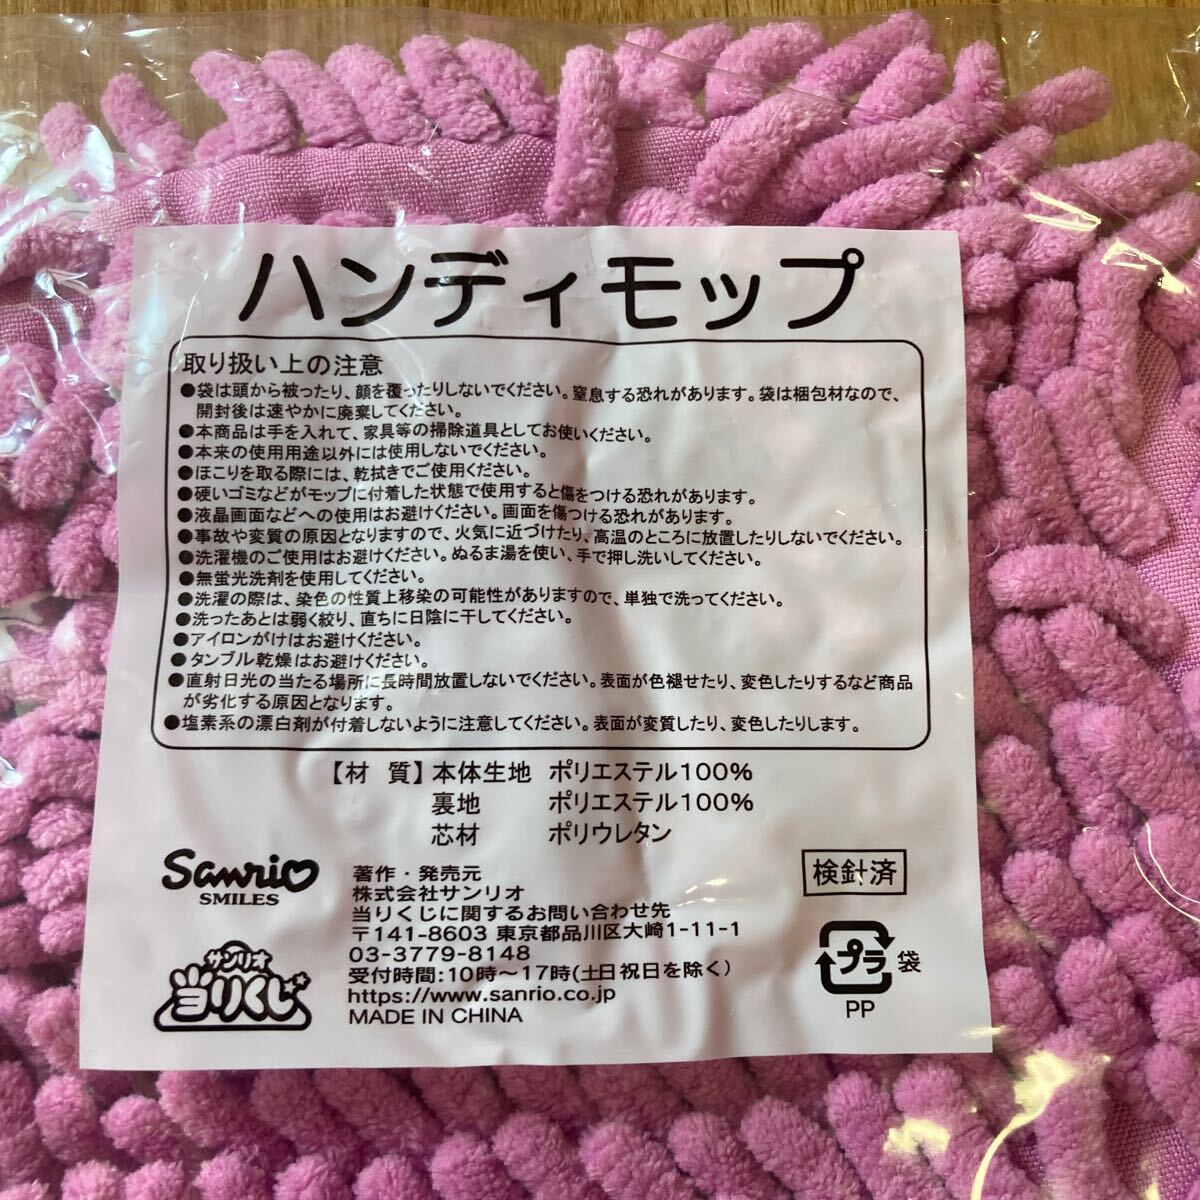 ハンディモップ
取り扱い上の注意
●袋は頭から被ったり、顔を覆ったりしないでください。窒息する恐れがあります。袋は梱包材なので、
開封後は速やかに廃棄してください。
●本商品は手を入れて、家具等の掃除道具としてお使いください。
●本来の使用用途以外には使用しないでください。
●ほこりを取る際には、乾拭きでご使用ください。
●硬いゴミなどがモップに付着した状態で使用すると傷をつける恐れがあります。
●液晶画面などへの使用はお避けください。画面を傷つける恐れがあります。
●事故や変質の原因となりますので、火気に近づけたり、高温のところに放置したりしないでください。
●洗濯機のご使用はお避けください。ぬるま湯を使い、手で押し洗いしてください。
●無蛍光洗剤を使用してください。
●洗濯の際は、染色の性質上移染の可能性がありますので、単独で洗ってください。
●洗ったあとは弱く絞り、直ちに日陰に干してください。
●アイロンがけはお避けください。
●タンブル乾燥はお避けください。
●直射日光の当たる場所に長時間放置しないでください。表面が色褪せたり、変色したりするなど商品
が劣化する原因となります。
●塩素系の漂白剤が付着しないように注意してください。表面が変質したり、変色したりします。
【材 質】本体生地 ポリエステル100%
裏地 ポリエステル100%
芯材 ポリウレタン
Sanrio
SMILES
サンリオ
当りくじ
著作・発売元
株式会社サンリオ
当りくじに関するお問い合わせ先
〒141-8603 東京都品川区大崎1-11-1
03-3779-8148
受付時間:10時～17時(土日祝日を除く)
https://www.sanrio.co.jp
MADE IN CHINA
検針済
プラ 袋
PP